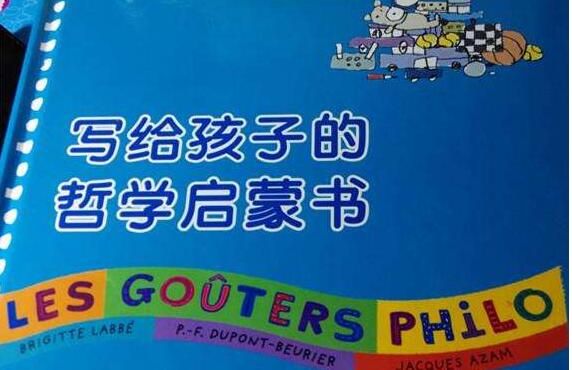 写给孩子的
哲学启蒙书
LES GOÛTERS PHILO
BRIGITTE LABBÉ
P.-F. DUPONT-BEURIER
JACQUES AZAM